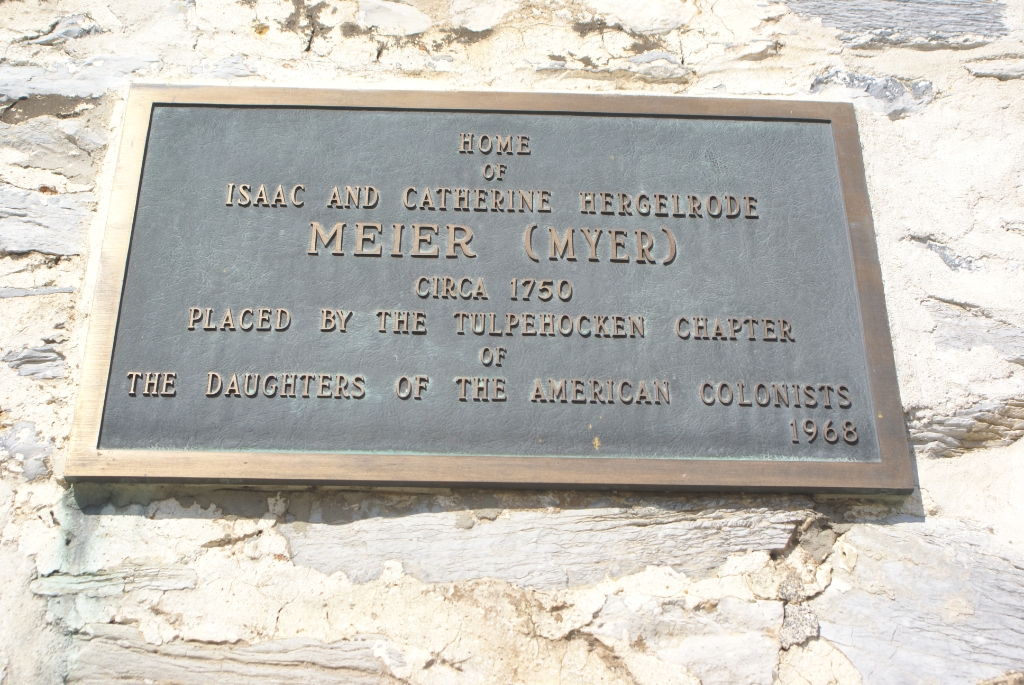 HOME
OF
ISAAC AND CATHERINE HERGELRODE
MEIER (MYER)
CIRCA 1750
PLACED BY THE TULPEHOCKEN CHAPTER
OF
THE DAUGHTERS OF THE AMERICAN COLONISTS
1968